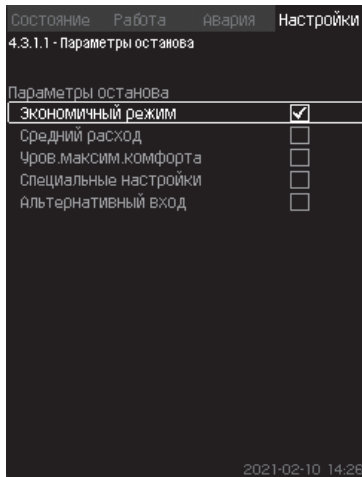 Состояние Работа Авария Настройки
4.3.1.1 - Параметры останова
Параметры останова
Экономичный режим
Средний расход
Уров.максим.комфорта
Специальные настройки
Альтернативный вход
2021-02-10 14:26